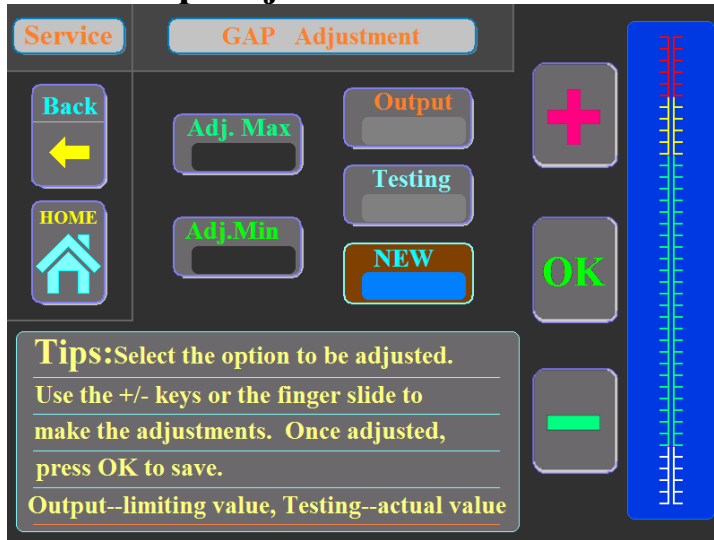 Service
GAP Adjustment
Back
HOME
Adj. Max
Adj.Min
Output
Testing
NEW
OK
Tips:Select the option to be adjusted.
Use the +/- keys or the finger slide to
make the adjustments. Once adjusted,
press OK to save.
Output--limiting value, Testing--actual value